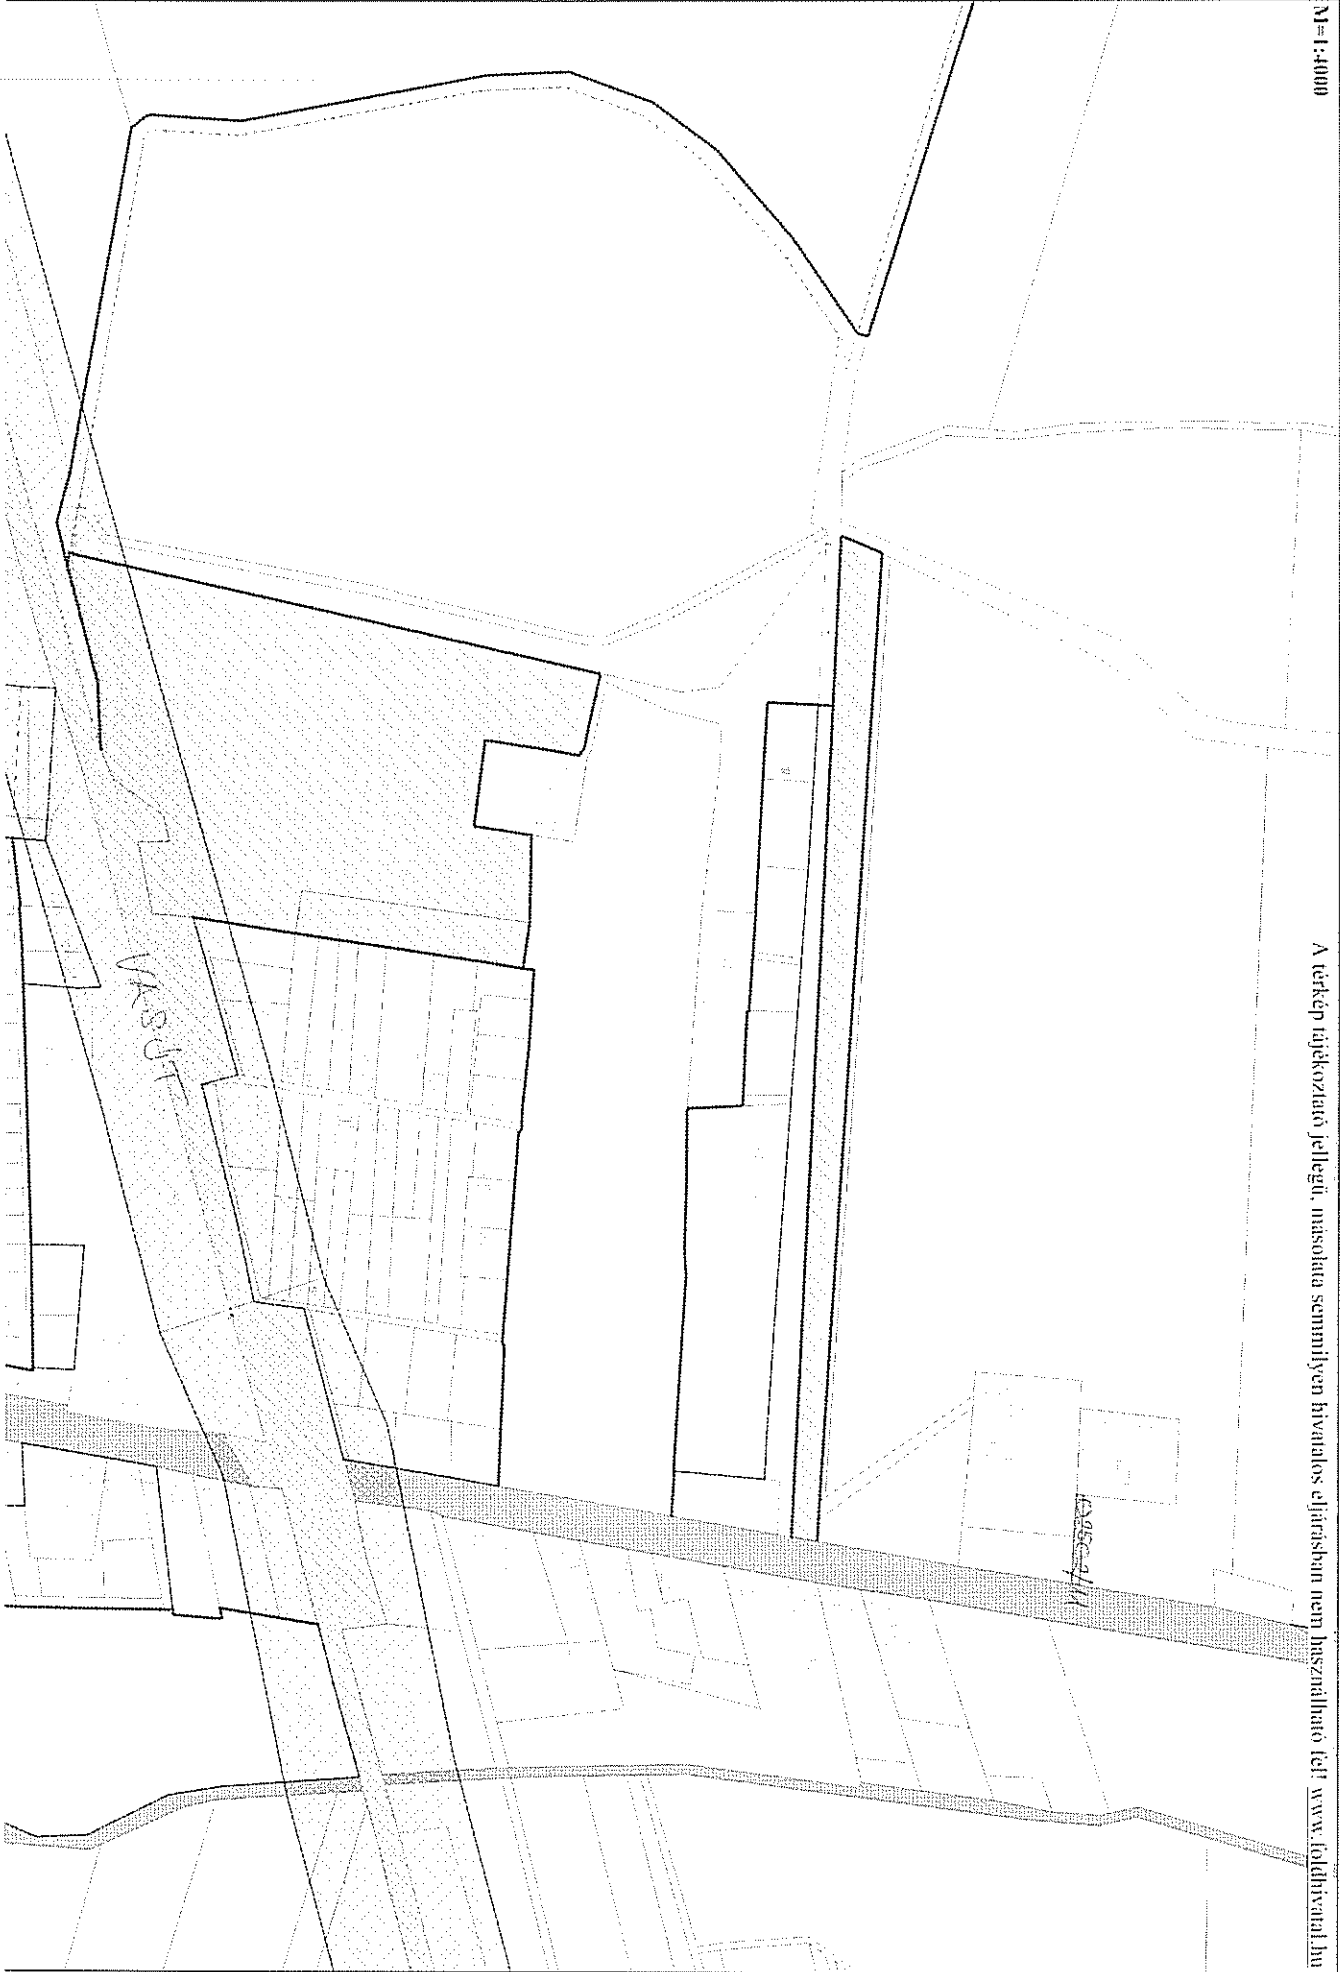 M=1:4000
A térkép tájékoztató jellegű, másolata semmilyen hivatalos eljárásban nem használható fel! www.foldhivatal.hu
VASÚT